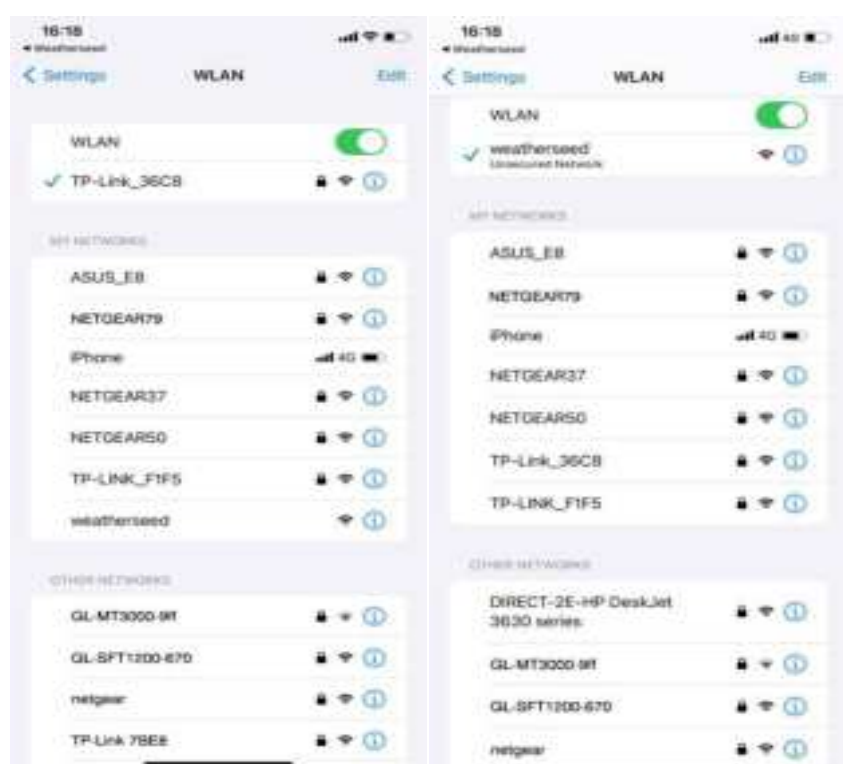 16:18
Weatherseed
Settings WLAN Edit
WLAN
TP-Link_36C8
MY NETWORKS
ASUS_E8
NETGEAR79
iPhone 4G
NETGEAR37
NETGEAR50
TP-LINK_F1F5
weatherseed
OTHER NETWORKS
GL-MT3000-9ff
GL-SFT1200-670
netgear
TP-Link 7BE8
16:18 4G
Weatherseed
Settings WLAN Edit
WLAN
weatherseed
Unsecured Network
MY NETWORKS
ASUS_E8
NETGEAR79
iPhone 4G
NETGEAR37
NETGEAR50
TP-Link_36C8
TP-LINK_F1F5
OTHER NETWORKS
DIRECT-2E-HP DeskJet
3630 series
GL-MT3000-9ff
GL-SFT1200-670
netgear